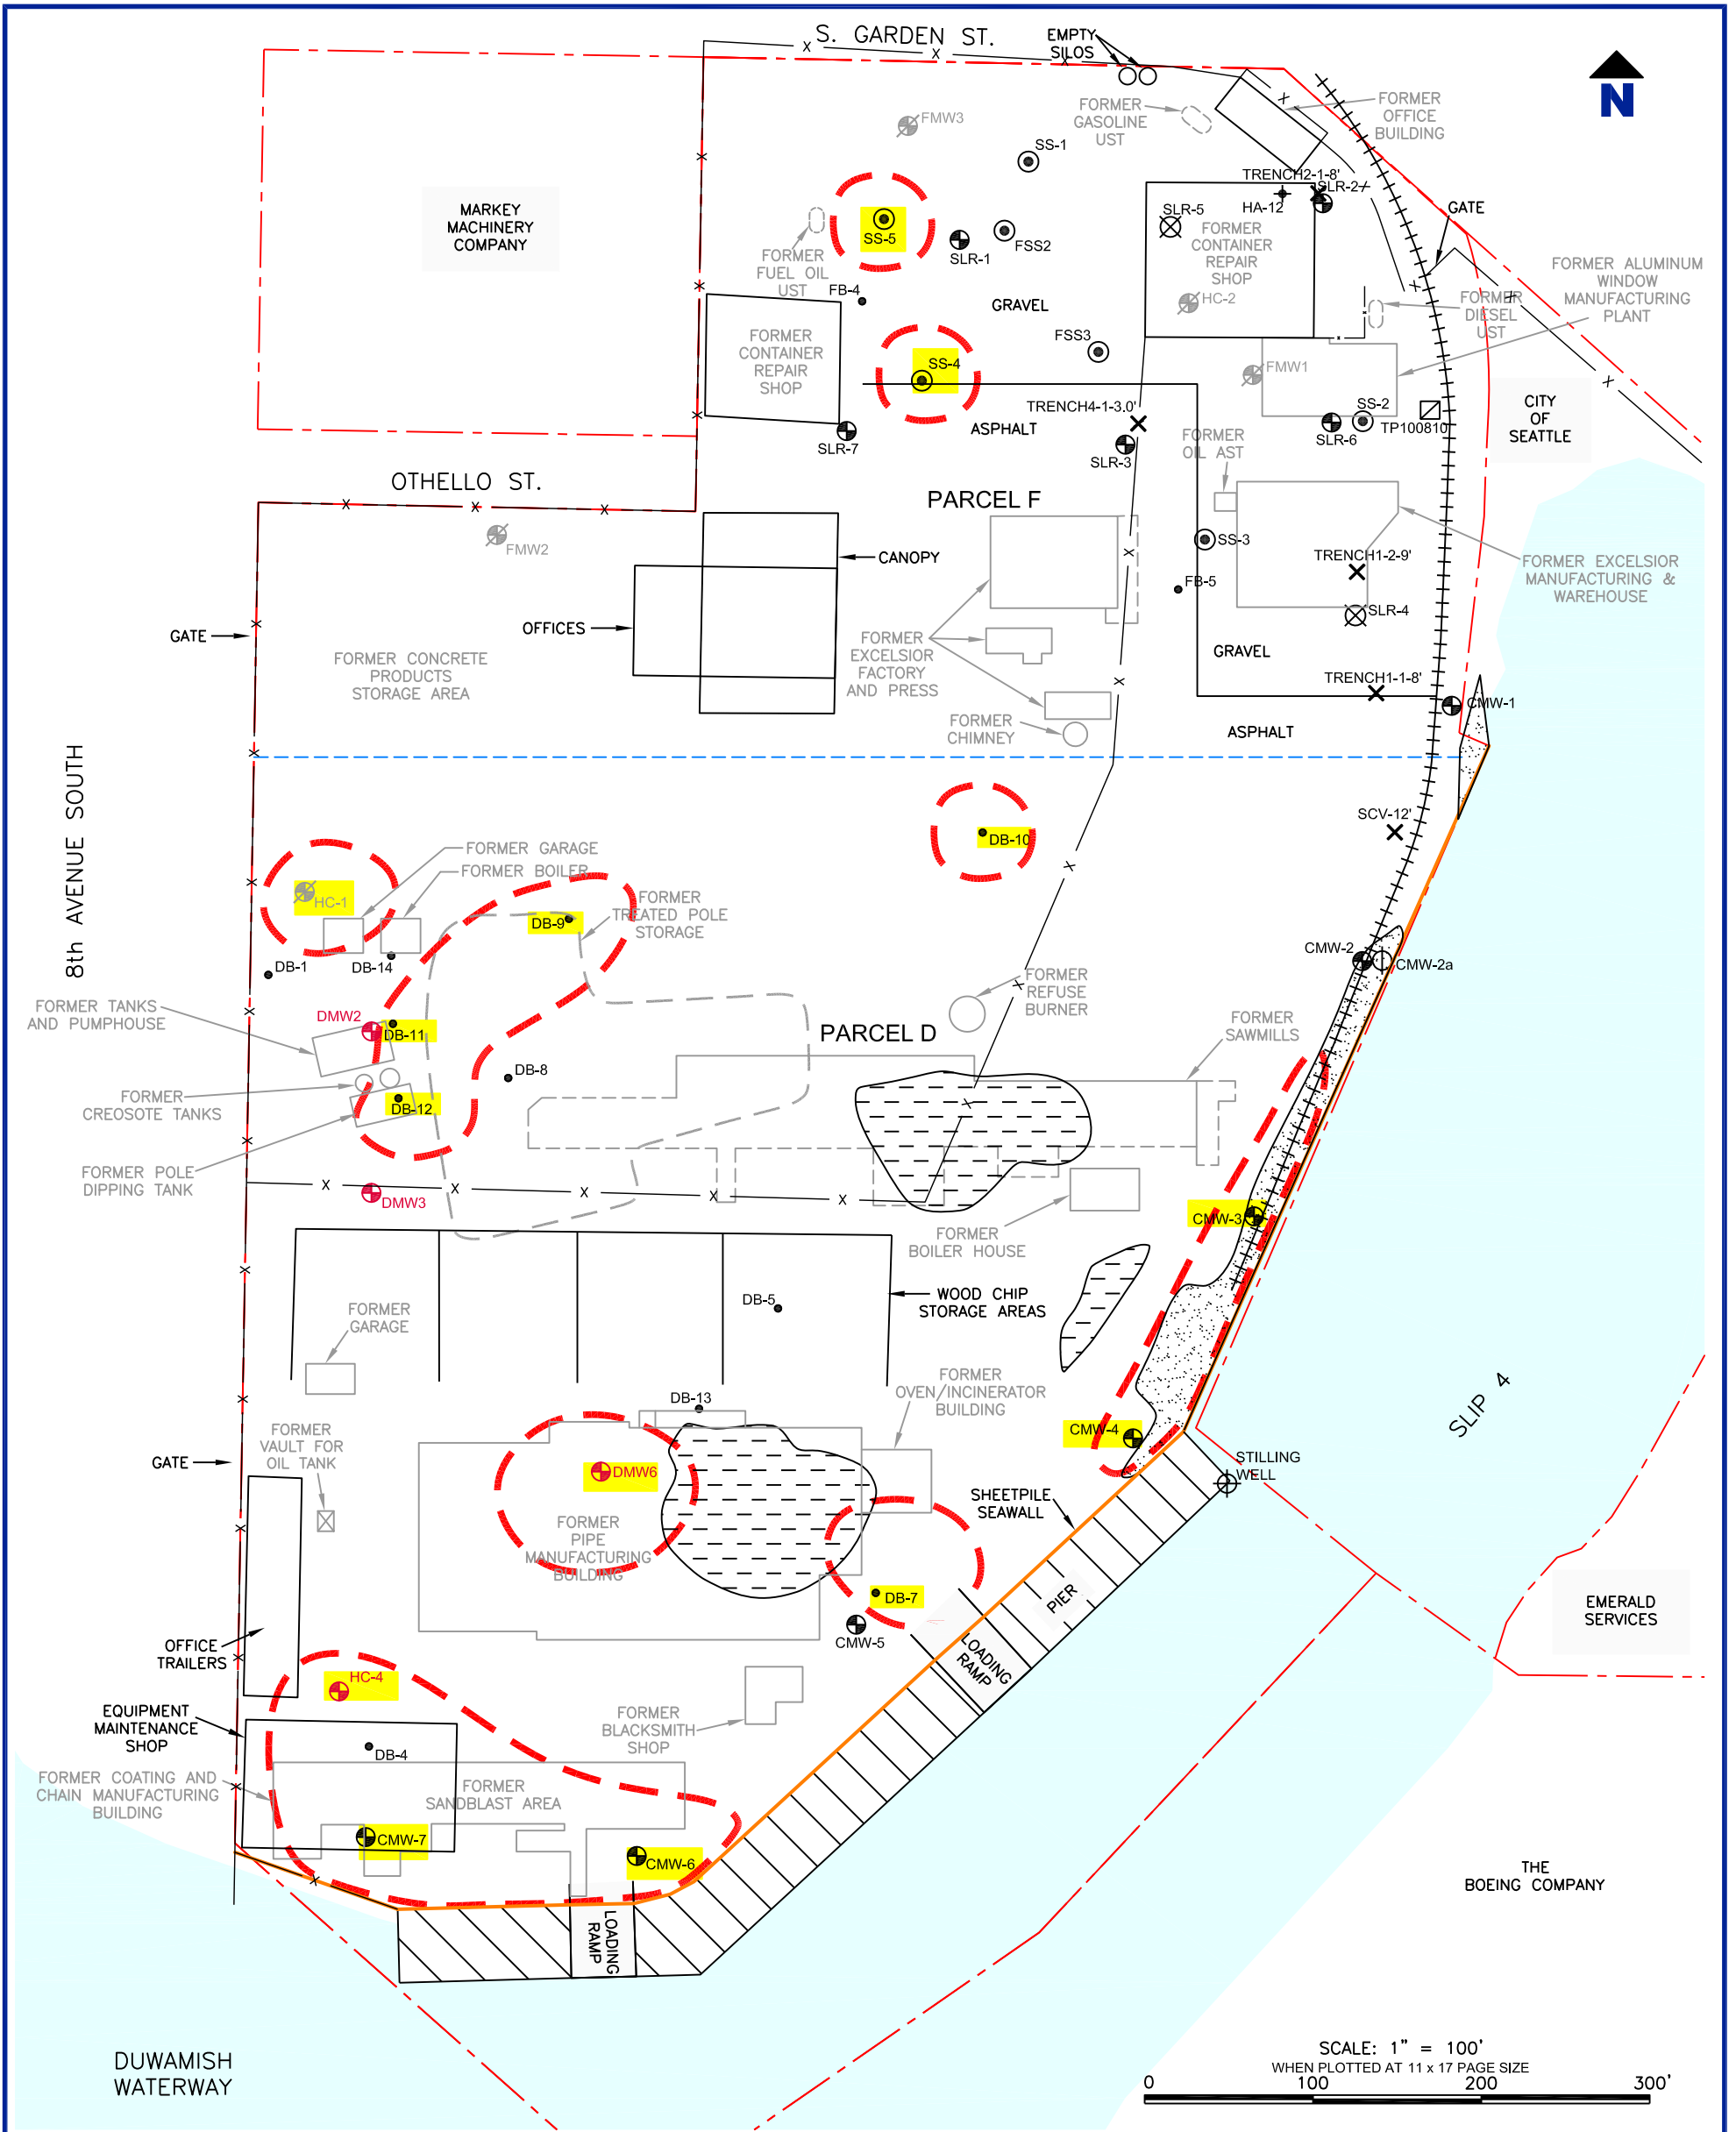 S. GARDEN ST.
EMPTY
SILOS
N
FORMER
GASOLINE
UST
FORMER
OFFICE
BUILDING
FMW3
SS-1
MARKEY
MACHINERY
COMPANY
TRENCH2-1-8'
SLR-2
HA-12
GATE
SS-5
SLR-1
FSS2
SLR-5
FORMER
CONTAINER
REPAIR
SHOP
HC-2
FORMER
FUEL OIL
UST
FB-4
GRAVEL
FORMER
DIESEL
UST
FORMER ALUMINUM
WINDOW
MANUFACTURING
PLANT
FORMER
CONTAINER
REPAIR
SHOP
SS-4
FSS3
FMW1
TRENCH4-1-3.0'
ASPHALT
SLR-7
SLR-3
FORMER
OIL AST
SLR-6
SS-2
TP100810
CITY
OF
SEATTLE
OTHELLO ST.
PARCEL F
FMW2
CANOPY
SS-3
TRENCH1-2-9'
FORMER EXCELSIOR
MANUFACTURING &
WAREHOUSE
FB-5
SLR-4
GATE
OFFICES
FORMER
EXCELSIOR
FACTORY
AND PRESS
GRAVEL
FORMER CONCRETE
PRODUCTS
STORAGE AREA
TRENCH1-1-8'
CMW-1
FORMER
CHIMNEY
ASPHALT
8th AVENUE SOUTH
SCV-12'
DB-10
FORMER GARAGE
FORMER BOILER
HC-1
DB-9
FORMER
TREATED POLE
STORAGE
DB-1
DB-14
CMW-2
CMW-2a
FORMER
REFUSE
BURNER
FORMER TANKS
AND PUMPHOUSE
DMW2
DB-11
PARCEL D
FORMER
SAWMILLS
DB-8
FORMER
CREOSOTE TANKS
DB-12
FORMER POLE
DIPPING TANK
DMW3
CMW-3
FORMER
BOILER HOUSE
WOOD CHIP
STORAGE AREAS
DB-5
FORMER
GARAGE
FORMER
OVEN/INCINERATOR
BUILDING
DB-13
CMW-4
SLIP 4
FORMER
VAULT FOR
OIL TANK
GATE
DMW6
STILLING
WELL
SHEETPILE
SEAWALL
FORMER
PIPE
MANUFACTURING
BUILDING
DB-7
PIER
EMERALD
SERVICES
CMW-5
OFFICE
TRAILERS
LOADING
RAMP
HC-4
EQUIPMENT
MAINTENANCE
SHOP
FORMER
BLACKSMITH
SHOP
DB-4
FORMER COATING AND
CHAIN MANUFACTURING
BUILDING
FORMER
SANDBLAST AREA
CMW-7
CMW-6
THE
BOEING COMPANY
LOADING
RAMP
DUWAMISH
WATERWAY
SCALE: 1" = 100'
WHEN PLOTTED AT 11 x 17 PAGE SIZE
0 100 200 300'